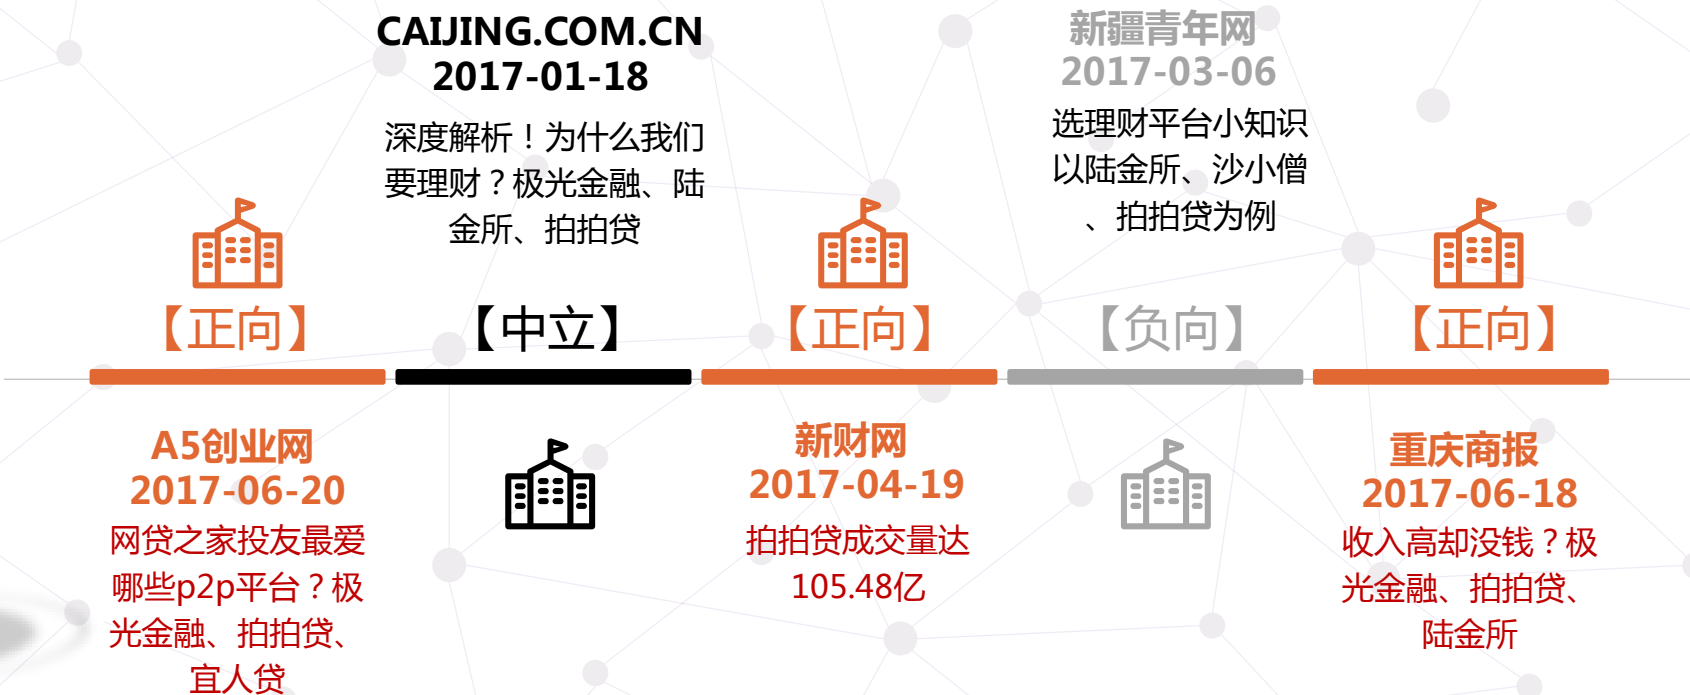 CAIJING.COM.CN
2017-01-18
深度解析！为什么我们
要理财？极光金融、陆
金所、拍拍贷
新疆青年网
2017-03-06
选理财平台小知识
以陆金所、沙小僧
、拍拍贷为例
【正向】
【中立】
【正向】
【负向】
【正向】
A5创业网
2017-06-20
网贷之家投友最爱
哪些p2p平台？极
光金融、拍拍贷、
宜人贷
新财网
2017-04-19
拍拍贷成交量达
105.48亿
重庆商报
2017-06-18
收入高却没钱？极
光金融、拍拍贷、
陆金所